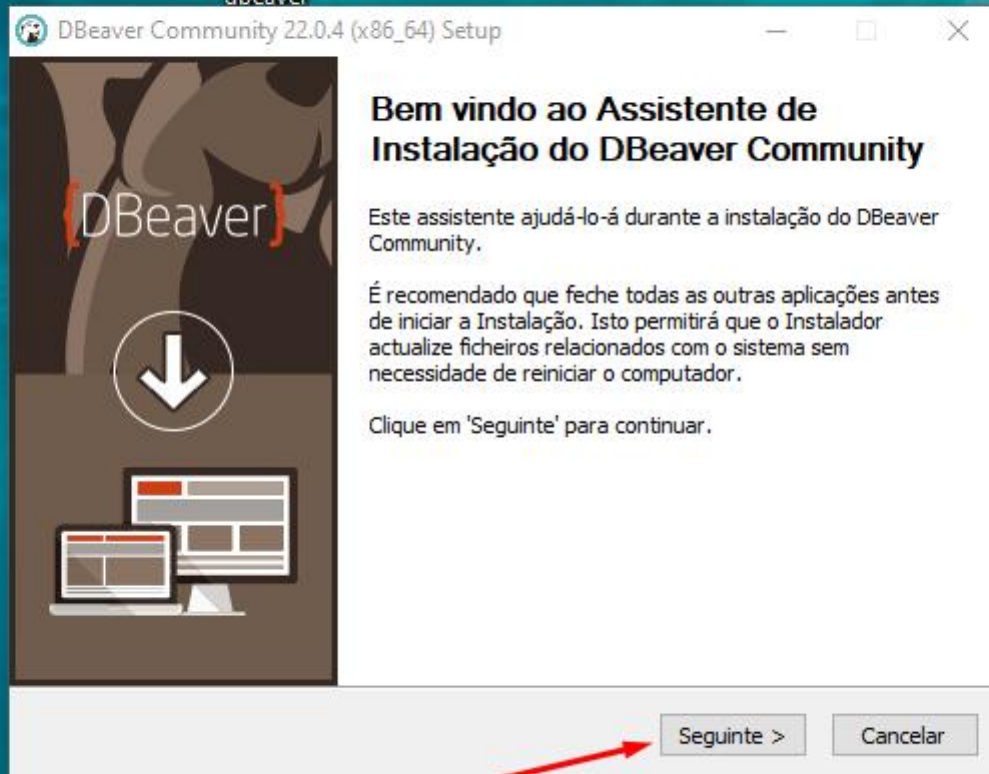 dbeaver
DBeaver Community 22.0.4 (x86_64) Setup
Bem vindo ao Assistente de
Instalação do DBeaver Community
{DBeaver}
Este assistente ajudá-lo-á durante a instalação do DBeaver
Community.
É recomendado que feche todas as outras aplicações antes
de iniciar a Instalação. Isto permitirá que o Instalador
actualize ficheiros relacionados com o sistema sem
necessidade de reiniciar o computador.
Clique em 'Seguinte' para continuar.
Seguinte >
Cancelar